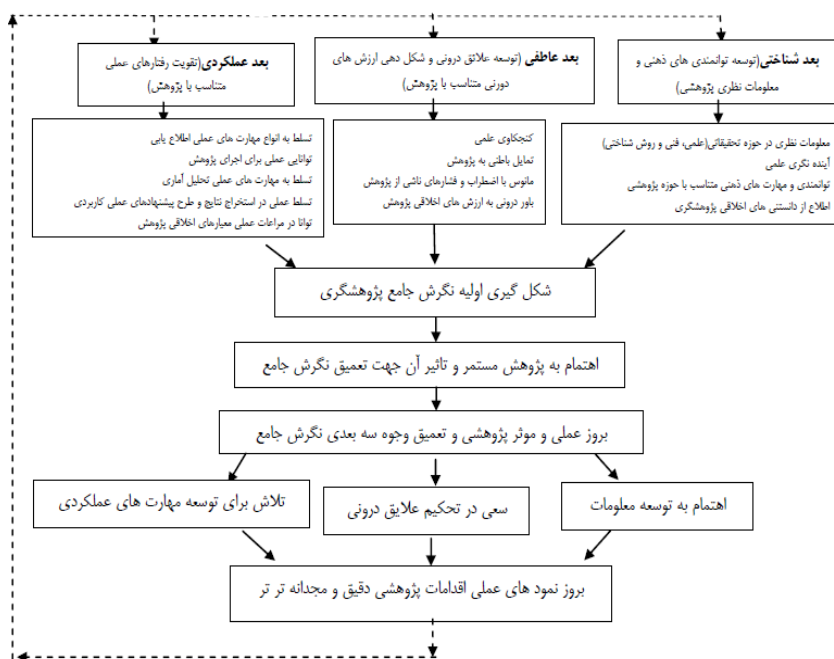 بعد شناختی(توسعه توانمندی های ذهنی و
معلومات نظری پژوهشی)
بعد عاطفی(توسعه علائق درونی و شکل دهی ارزش های
دورنی متناسب با پژوهش)
بعد عملکردی(تقویت رفتارهای عملی
متناسب با پژوهش)
معلومات نظری در حوزه تحقیقاتی(علمی، فنی و روش شناختی)
آینده نگری علمی
توانمندی و مهارت های ذهنی متناسب با حوزه پژوهشی
اطلاع از دانستنی های اخلاقی پژوهشگری
کنجکاوی علمی
تمایل باطنی به پژوهش
مانوس با اضطراب و فشارهای ناشی از پژوهش
باور درونی به ارزش های اخلاقی پژوهش
تسلط به انواع مهارت های عملی اطلاع یابی
توانایی عملی برای اجرای پژوهش
تسلط به مهارت های عملی تحلیل آماری
تسلط عملی در استخراج نتایج و طرح پیشنهادهای عملی کاربردی
توانا در مراعات عملی معیارهای اخلاقی پژوهش
شکل گیری اولیه نگرش جامع پژوهشگری
اهتمام به پژوهش مستمر و تاثیر آن جهت تعمیق نگرش جامع
بروز عملی و موثر پژوهشی و تعمیق وجوه سه بعدی نگرش جامع
اهتمام به توسعه معلومات
سعی در تحکیم علایق درونی
تلاش برای توسعه مهارت های عملکردی
بروز نمود های عملی اقدامات پژوهشی دقیق و مجدانه تر تر